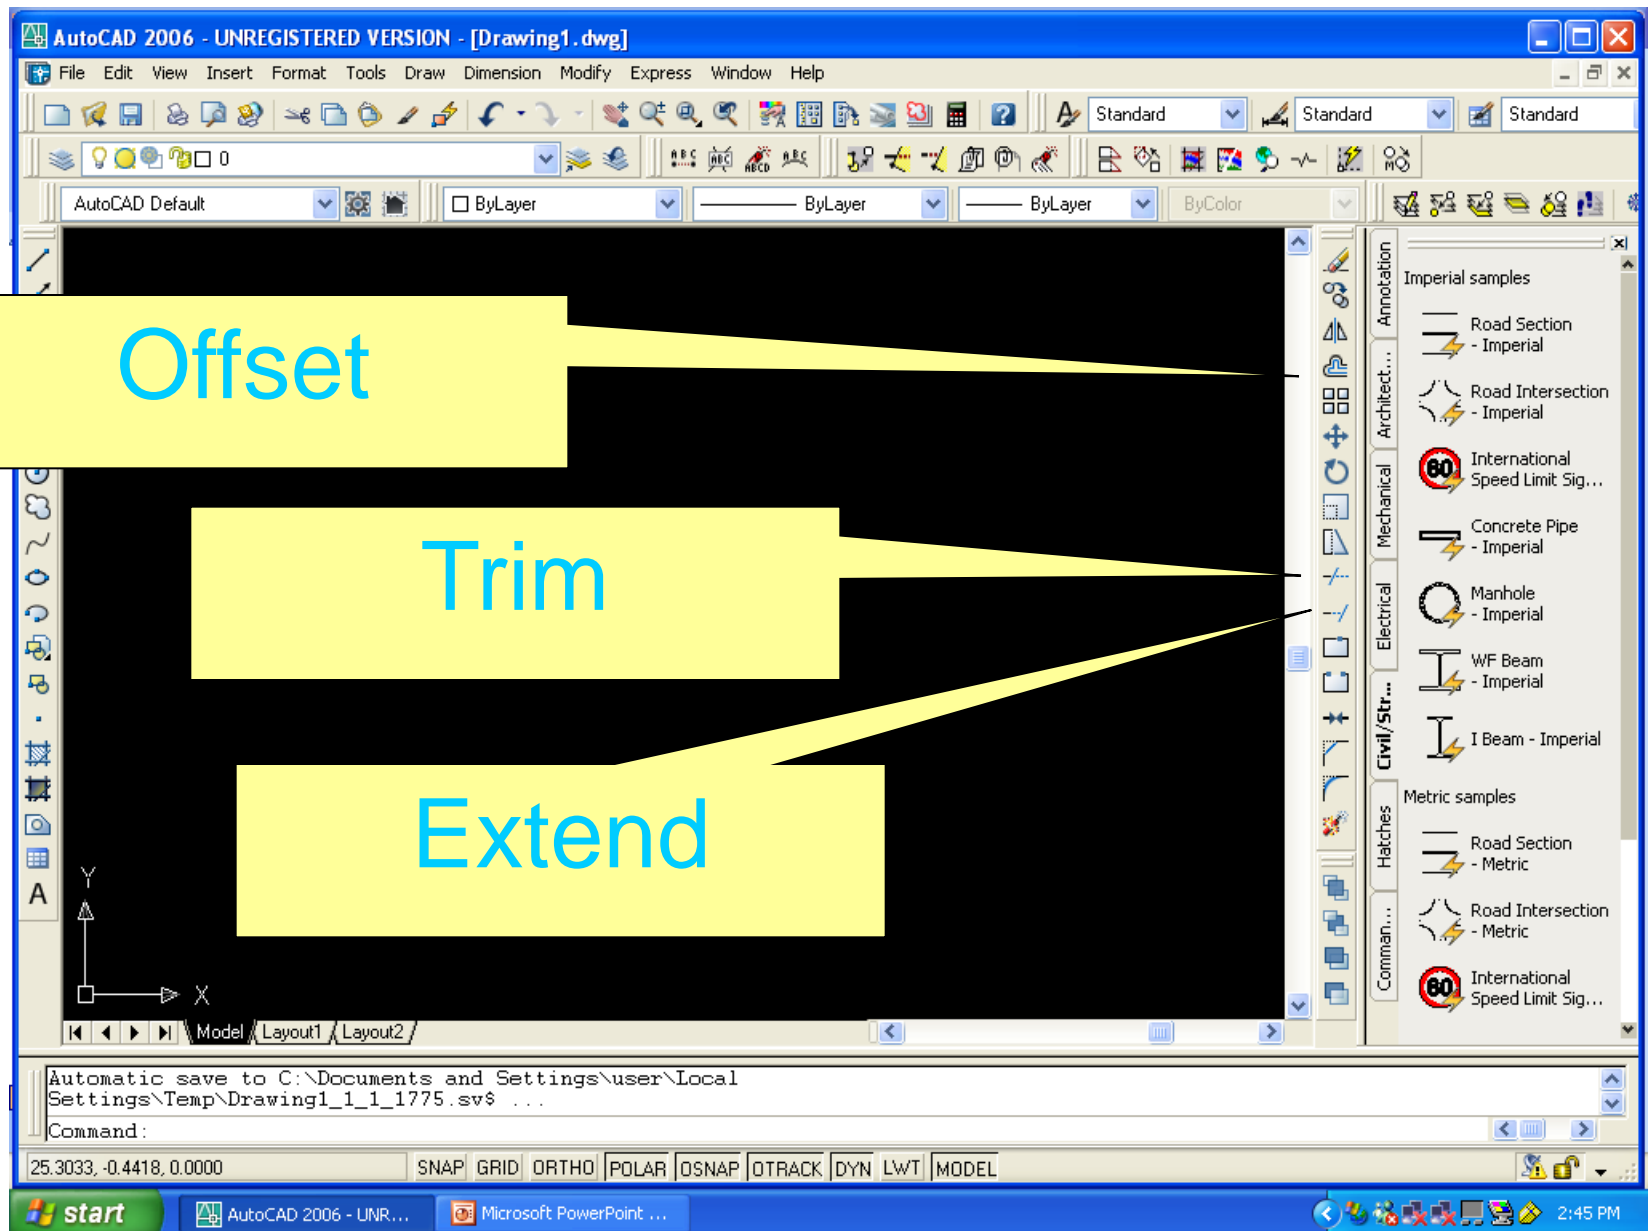 AutoCAD 2006 - UNREGISTERED VERSION - [Drawing1.dwg]
File Edit View Insert Format Tools Draw Dimension Modify Express Window Help
Standard Standard Standard
0
AutoCAD Default ByLayer ByLayer ByLayer ByColor
Offset
Trim
Extend
Y
X
A
Annotation
Architect...
Mechanical
Electrical
Civil/Str...
Hatches
Comman...
Imperial samples
Road Section
- Imperial
Road Intersection
- Imperial
60
International
Speed Limit Sig...
Concrete Pipe
- Imperial
Manhole
- Imperial
WF Beam
- Imperial
I Beam - Imperial
Metric samples
Road Section
- Metric
Road Intersection
- Metric
60
International
Speed Limit Sig...
Model Layout1 Layout2
Automatic save to C:\Documents and Settings\user\Local
Settings\Temp\Drawing1_1_1_1775.sv$ ...
Command:
25.3033, -0.4418, 0.0000 SNAP GRID ORTHO POLAR OSNAP OTRACK DYN LWT MODEL
start AutoCAD 2006 - UNR... Microsoft PowerPoint ... 2:45 PM